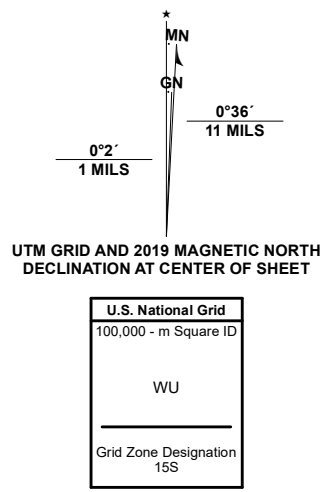 ★
MN
GN
0°36´
11 MILS
0°2´
1 MILS
UTM GRID AND 2019 MAGNETIC NORTH
DECLINATION AT CENTER OF SHEET
U.S. National Grid
100,000 - m Square ID
WU
Grid Zone Designation
15S